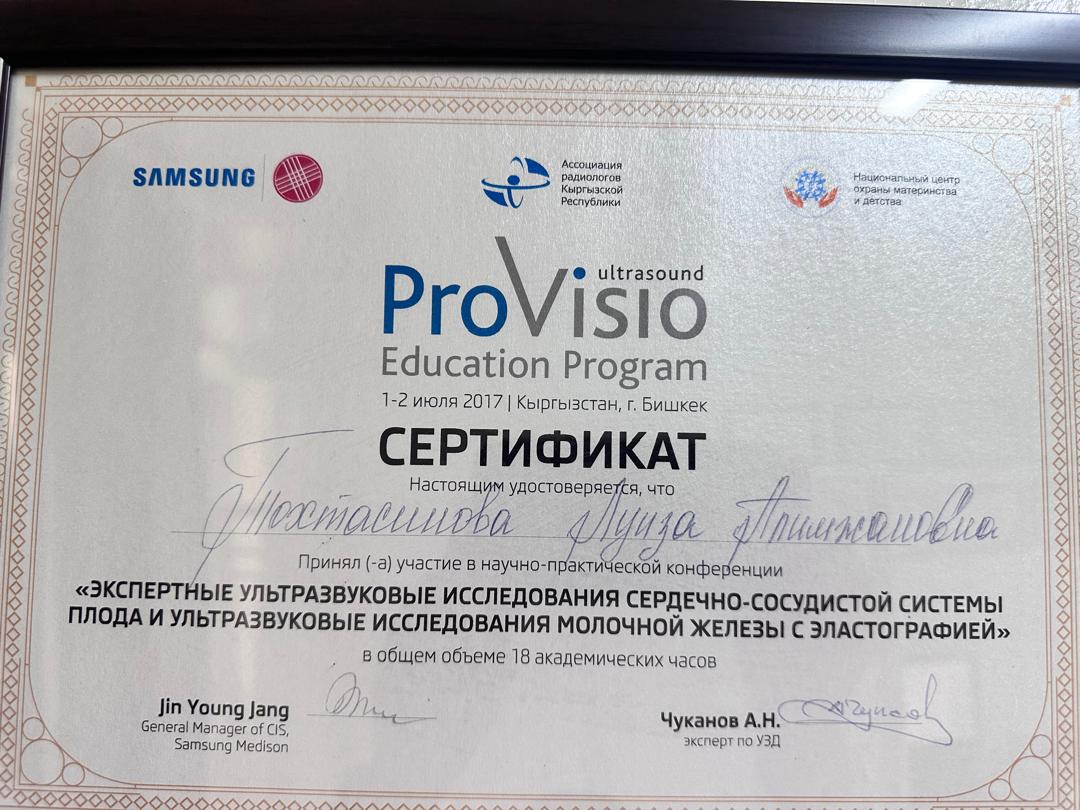 SAMSUNG
Ассоциация
радиологов
Кыргызской
Республики
Национальный центр
охраны материнства
и детства
ProVisio ultrasound
Education Program
1-2 июля 2017 | Кыргызстан, г. Бишкек
СЕРТИФИКАТ
Настоящим удостоверяется, что
Тохтасинова Луиза Алимжановна
Принял (-а) участие в научно-практической конференции
«ЭКСПЕРТНЫЕ УЛЬТРАЗВУКОВЫЕ ИССЛЕДОВАНИЯ СЕРДЕЧНО-СОСУДИСТОЙ СИСТЕМЫ
ПЛОДА И УЛЬТРАЗВУКОВЫЕ ИССЛЕДОВАНИЯ МОЛОЧНОЙ ЖЕЛЕЗЫ С ЭЛАСТОГРАФИЕЙ»
в общем объеме 18 академических часов
Jin Young Jang
General Manager of CIS,
Samsung Medison
Чуканов А.Н.
эксперт по УЗД